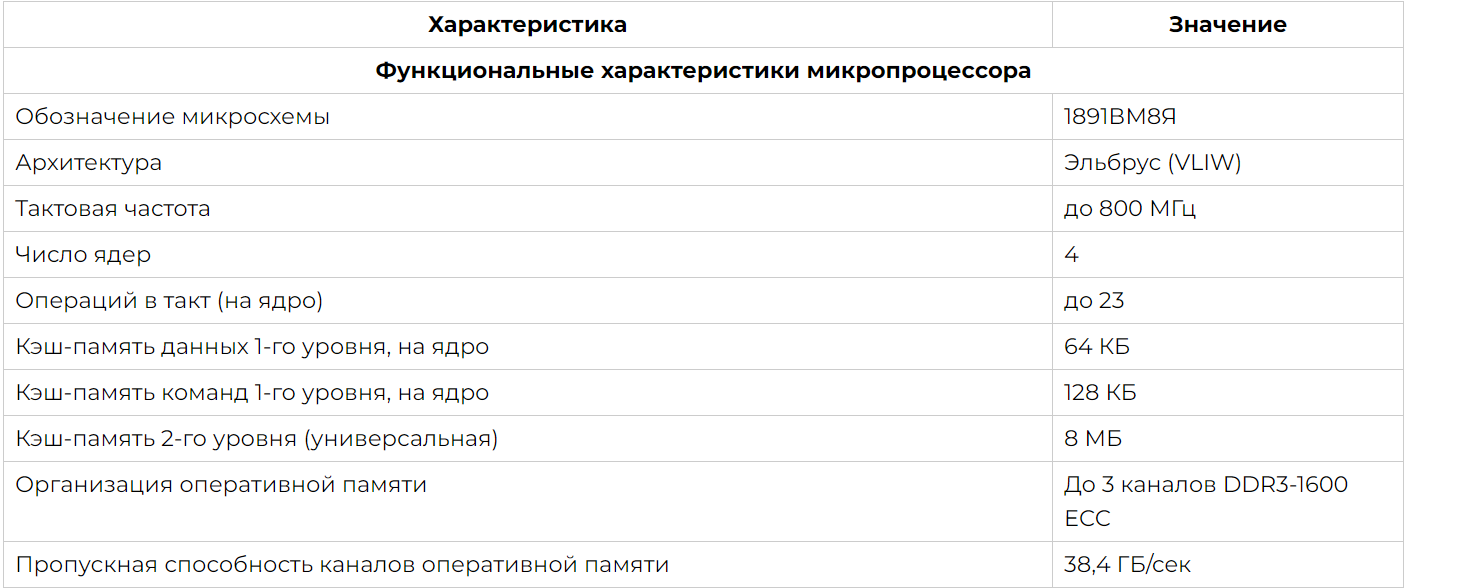 Характеристика Значение
Функциональные характеристики микропроцессора
Обозначение микросхемы 1891ВМ8Я
Архитектура Эльбрус (VLIW)
Тактовая частота до 800 МГц
Число ядер 4
Операций в такт (на ядро) до 23
Кэш-память данных 1-го уровня, на ядро 64 КБ
Кэш-память команд 1-го уровня, на ядро 128 КБ
Кэш-память 2-го уровня (универсальная) 8 МБ
Организация оперативной памяти До 3 каналов DDR3-1600
ECC
Пропускная способность каналов оперативной памяти 38,4 ГБ/сек